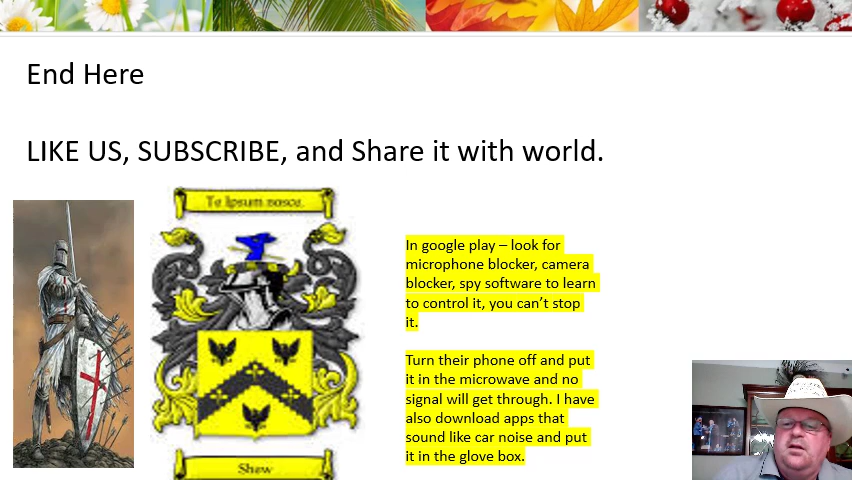 End Here
LIKE US, SUBSCRIBE, and Share it with world.
Te Ipsum nosce.
In google play – look for
microphone blocker, camera
blocker, spy software to learn
to control it, you can’t stop
it.
Turn their phone off and put
it in the microwave and no
signal will get through. I have
also download apps that
sound like car noise and put
it in the glove box.
Shaw